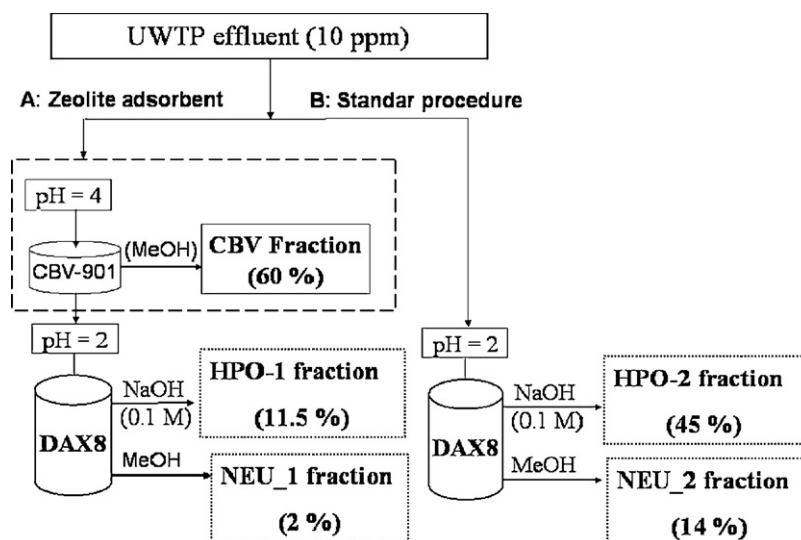 UWTP effluent (10 ppm)
A: Zeolite adsorbent
B: Standar procedure
pH = 4
CBV-901
(MeOH)
CBV Fraction
(60 %)
pH = 2
DAX8
NaOH
(0.1 M)
HPO-1 fraction
(11.5 %)
MeOH
NEU_1 fraction
(2 %)
pH = 2
DAX8
NaOH
(0.1 M)
HPO-2 fraction
(45 %)
MeOH
NEU_2 fraction
(14 %)